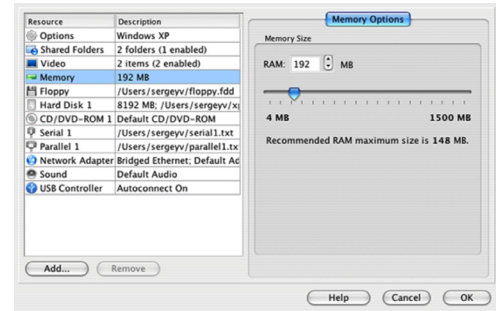 Resource Description
Options Windows XP
Shared Folders 2 folders (1 enabled)
Video 2 items (2 enabled)
Memory 192 MB
Floppy /Users/sergeyv/floppy.fdd
Hard Disk 1 8192 MB; /Users/sergeyv/xp
CD/DVD-ROM 1 Default CD/DVD-ROM
Serial 1 /Users/sergeyv/serial1.txt
Parallel 1 /Users/sergeyv/parallel1.tx
Network Adapter Bridged Ethernet; Default Ad
Sound Default Audio
USB Controller Autoconnect On
Add... Remove
Memory Options
Memory Size
RAM: 192 MB
4 MB 1500 MB
Recommended RAM maximum size is 148 MB.
Help Cancel OK